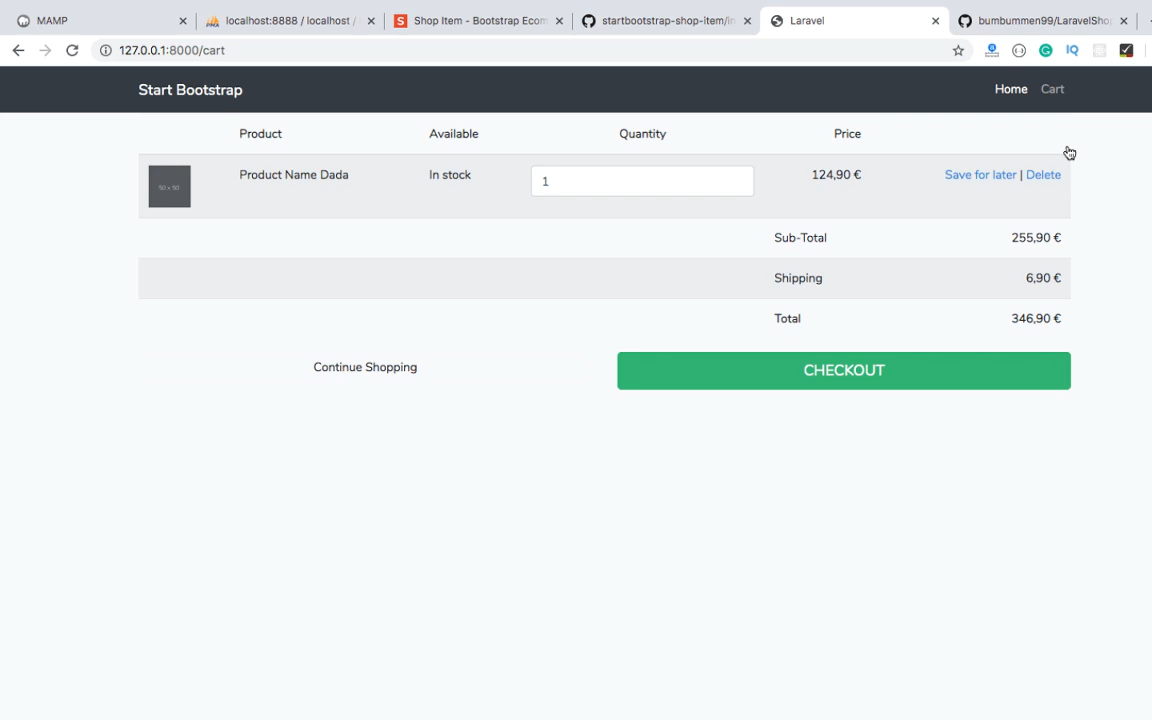 MAMP
localhost:8888 / localhost /
Shop Item - Bootstrap Ecom
startbootstrap-shop-item/in
Laravel
bumbummen99/LaravelSho
127.0.0.1:8000/cart
Start Bootstrap
Home
Cart
Product
Available
Quantity
Price
50 x 50
Product Name Dada
In stock
1
124,90 €
Save for later | Delete
Sub-Total
255,90 €
Shipping
6,90 €
Total
346,90 €
Continue Shopping
CHECKOUT